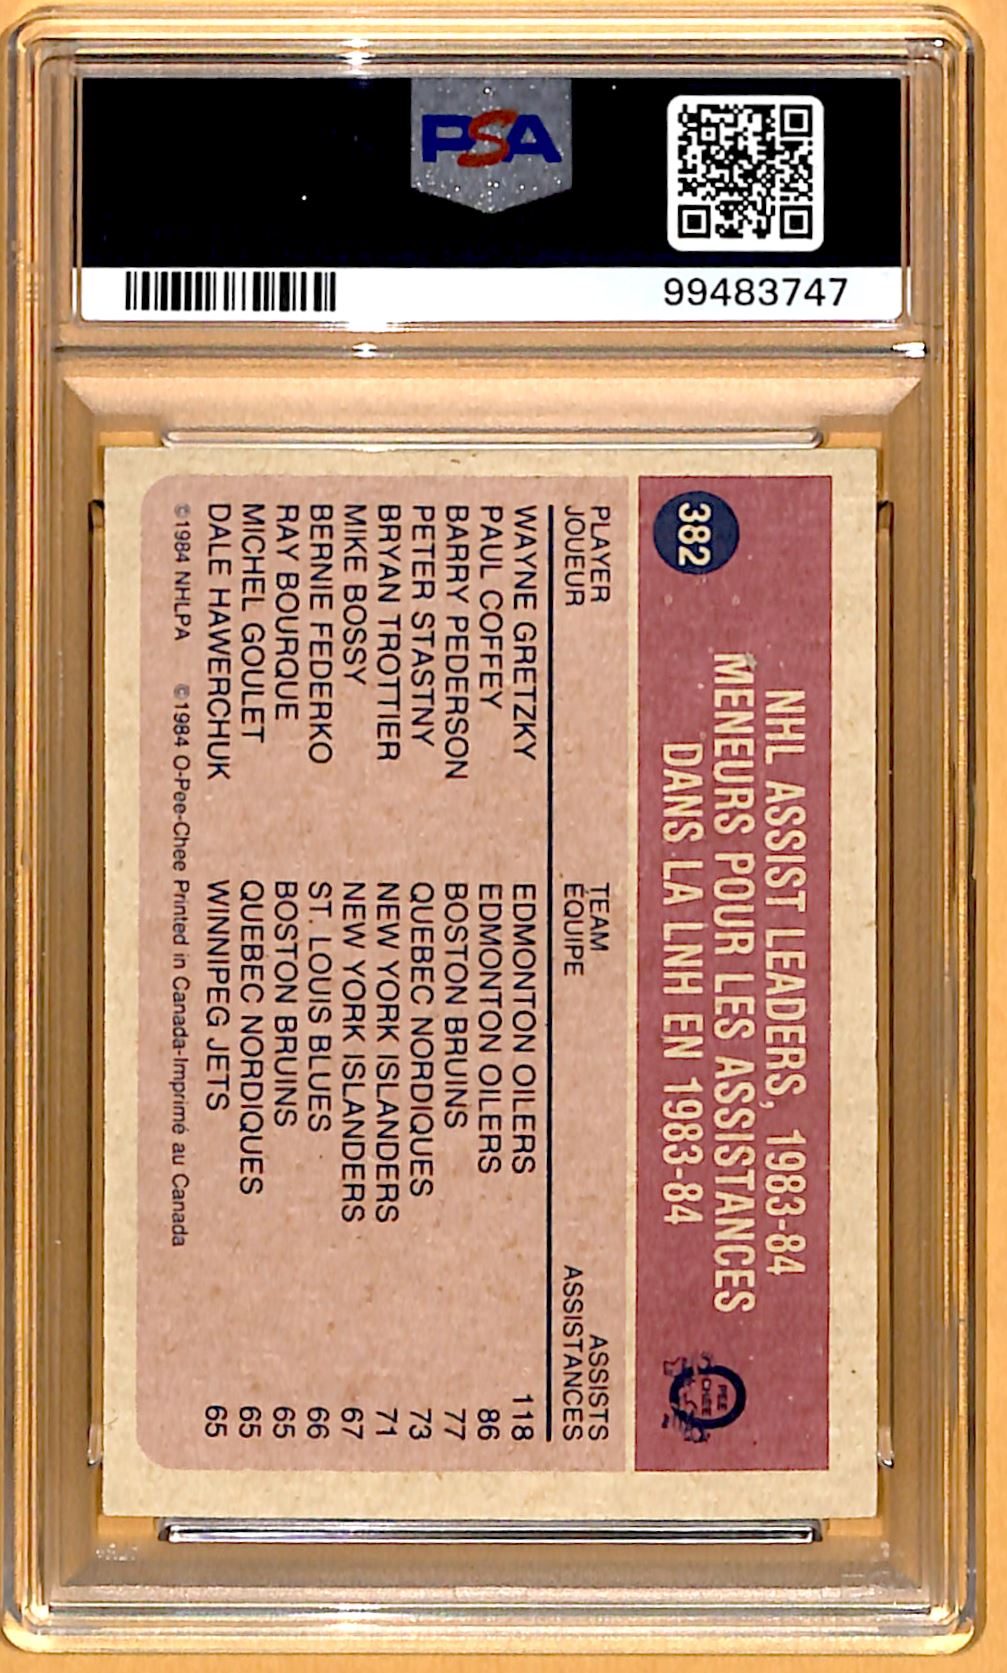 PSA
99483747
382
NHL ASSIST LEADERS, 1983-84
MENEURS POUR LES ASSISTANCES
DANS LA LNH EN 1983-84
O PEE CHEE
PLAYER TEAM ASSISTS
JOUEUR ÉQUIPE ASSISTANCES
WAYNE GRETZKY EDMONTON OILERS 118
PAUL COFFEY EDMONTON OILERS 86
BARRY PEDERSON BOSTON BRUINS 77
PETER STASTNY QUEBEC NORDIQUES 73
BRYAN TROTTIER NEW YORK ISLANDERS 71
MIKE BOSSY NEW YORK ISLANDERS 67
BERNIE FEDERKO ST. LOUIS BLUES 66
RAY BOURQUE BOSTON BRUINS 65
MICHEL GOULET QUEBEC NORDIQUES 65
DALE HAWERCHUK WINNIPEG JETS 65
©1984 NHLPA ©1984 O-Pee-Chee Printed in Canada-Imprimé au Canada